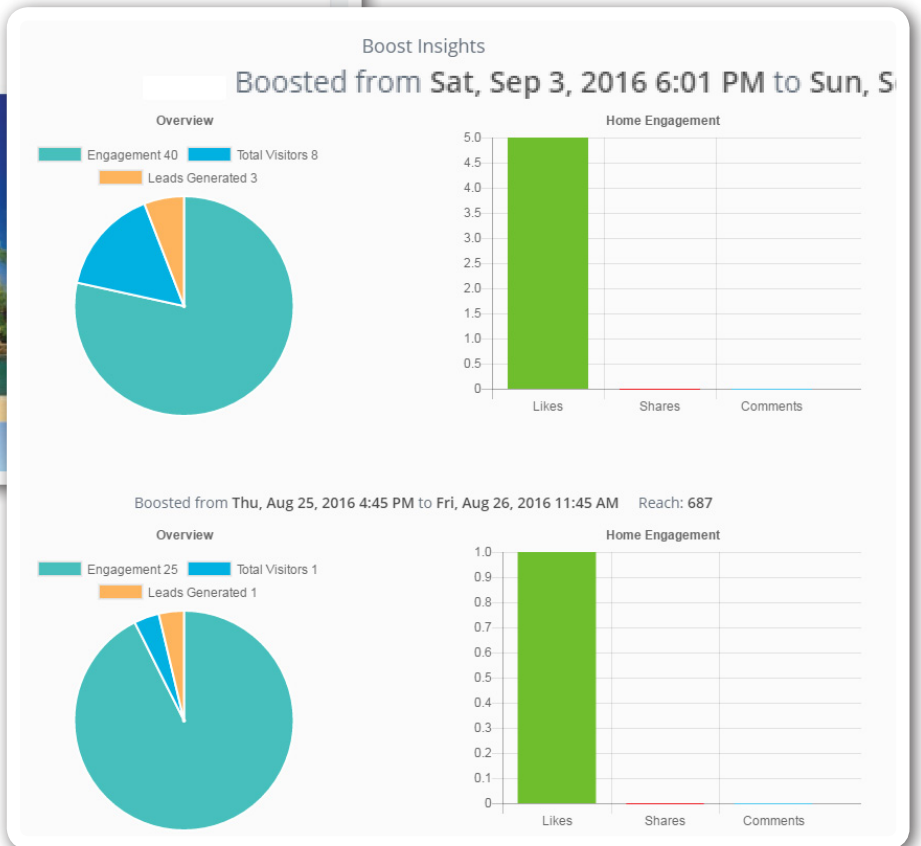 Boost Insights
Boosted from Sat, Sep 3, 2016 6:01 PM to Sun,
Overview
Engagement 40 Total Visitors 8
Leads Generated 3
Home Engagement
5.0
4.5
4.0
3.5
3.0
2.5
2.0
1.5
1.0
0.5
0
Likes Shares Comments
Boosted from Thu, Aug 25, 2016 4:45 PM to Fri, Aug 26, 2016 11:45 AM Reach: 687
Overview
Engagement 25 Total Visitors 1
Leads Generated 1
Home Engagement
1.0
0.9
0.8
0.7
0.6
0.5
0.4
0.3
0.2
0.1
0
Likes Shares Comments